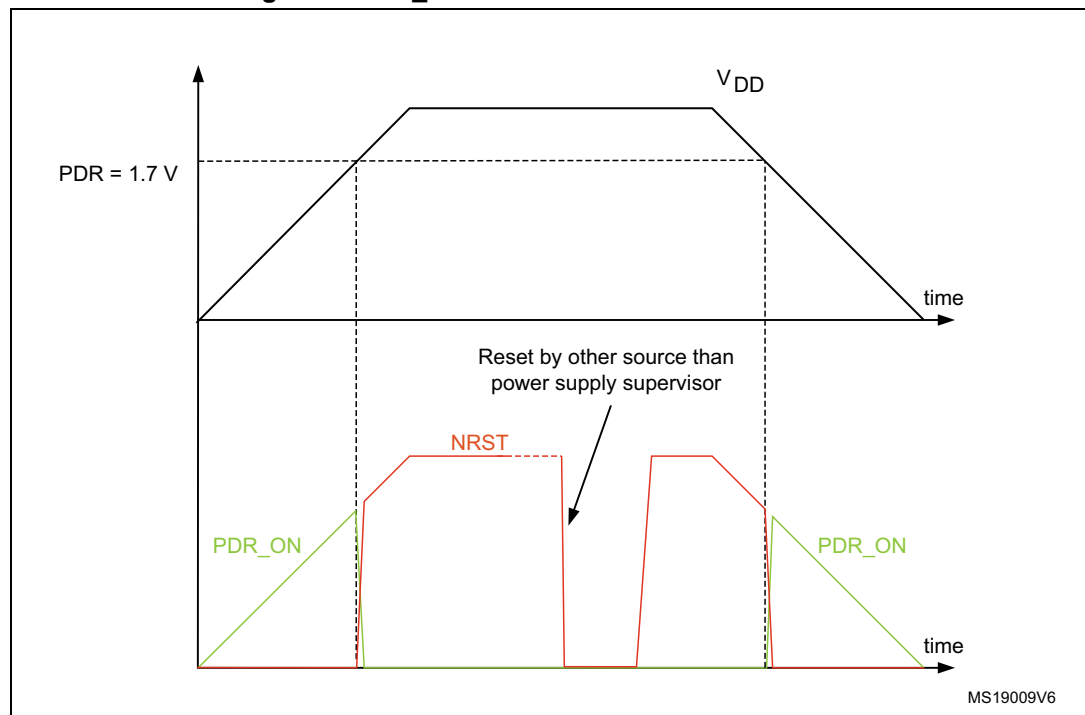 V DD
PDR = 1.7 V
time
Reset by other source than
power supply supervisor
NRST
PDR_ON
PDR_ON
time
MS19009V6